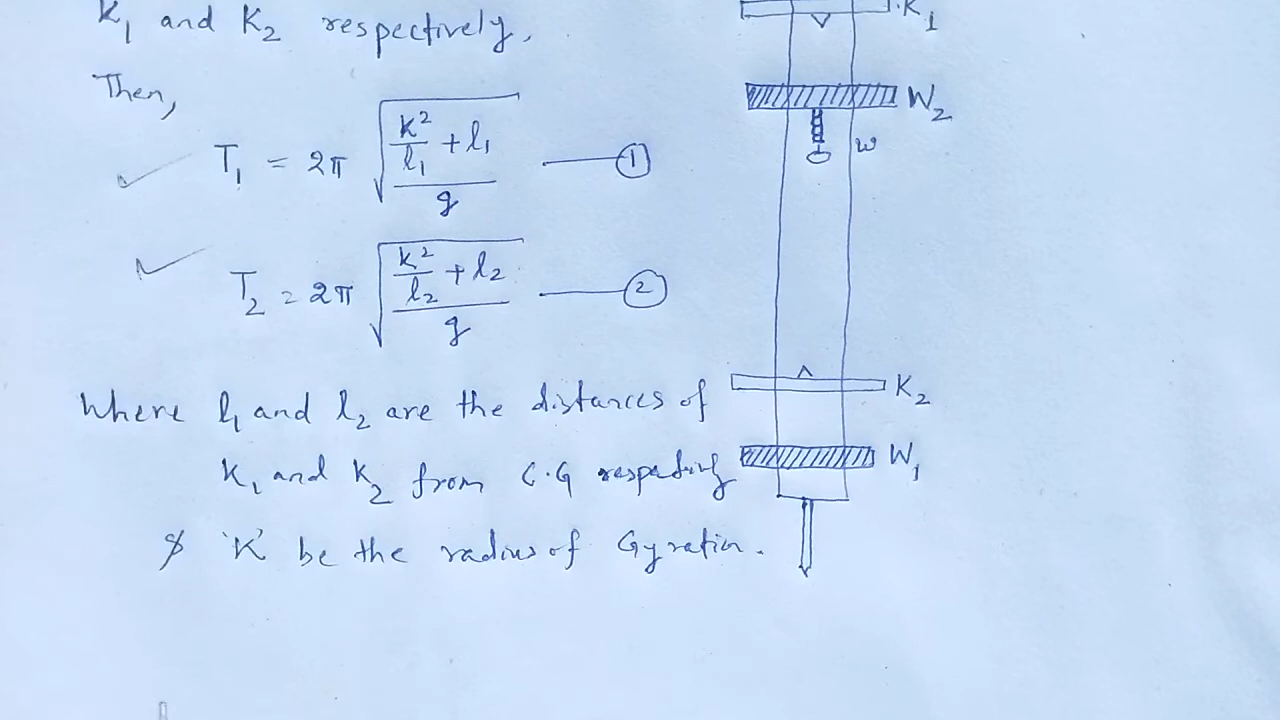 K₁ and K₂ respectively.
Then,
T₁ = 2π √((k²/l₁ + l₁)/g) —— ①
T₂ = 2π √((k²/l₂ + l₂)/g) —— ②
Where l₁ and l₂ are the distances of
K₁ and K₂ from C.G
& 'K' be the radius of Gyration.
K₁
W₂
w
K₂
W₁